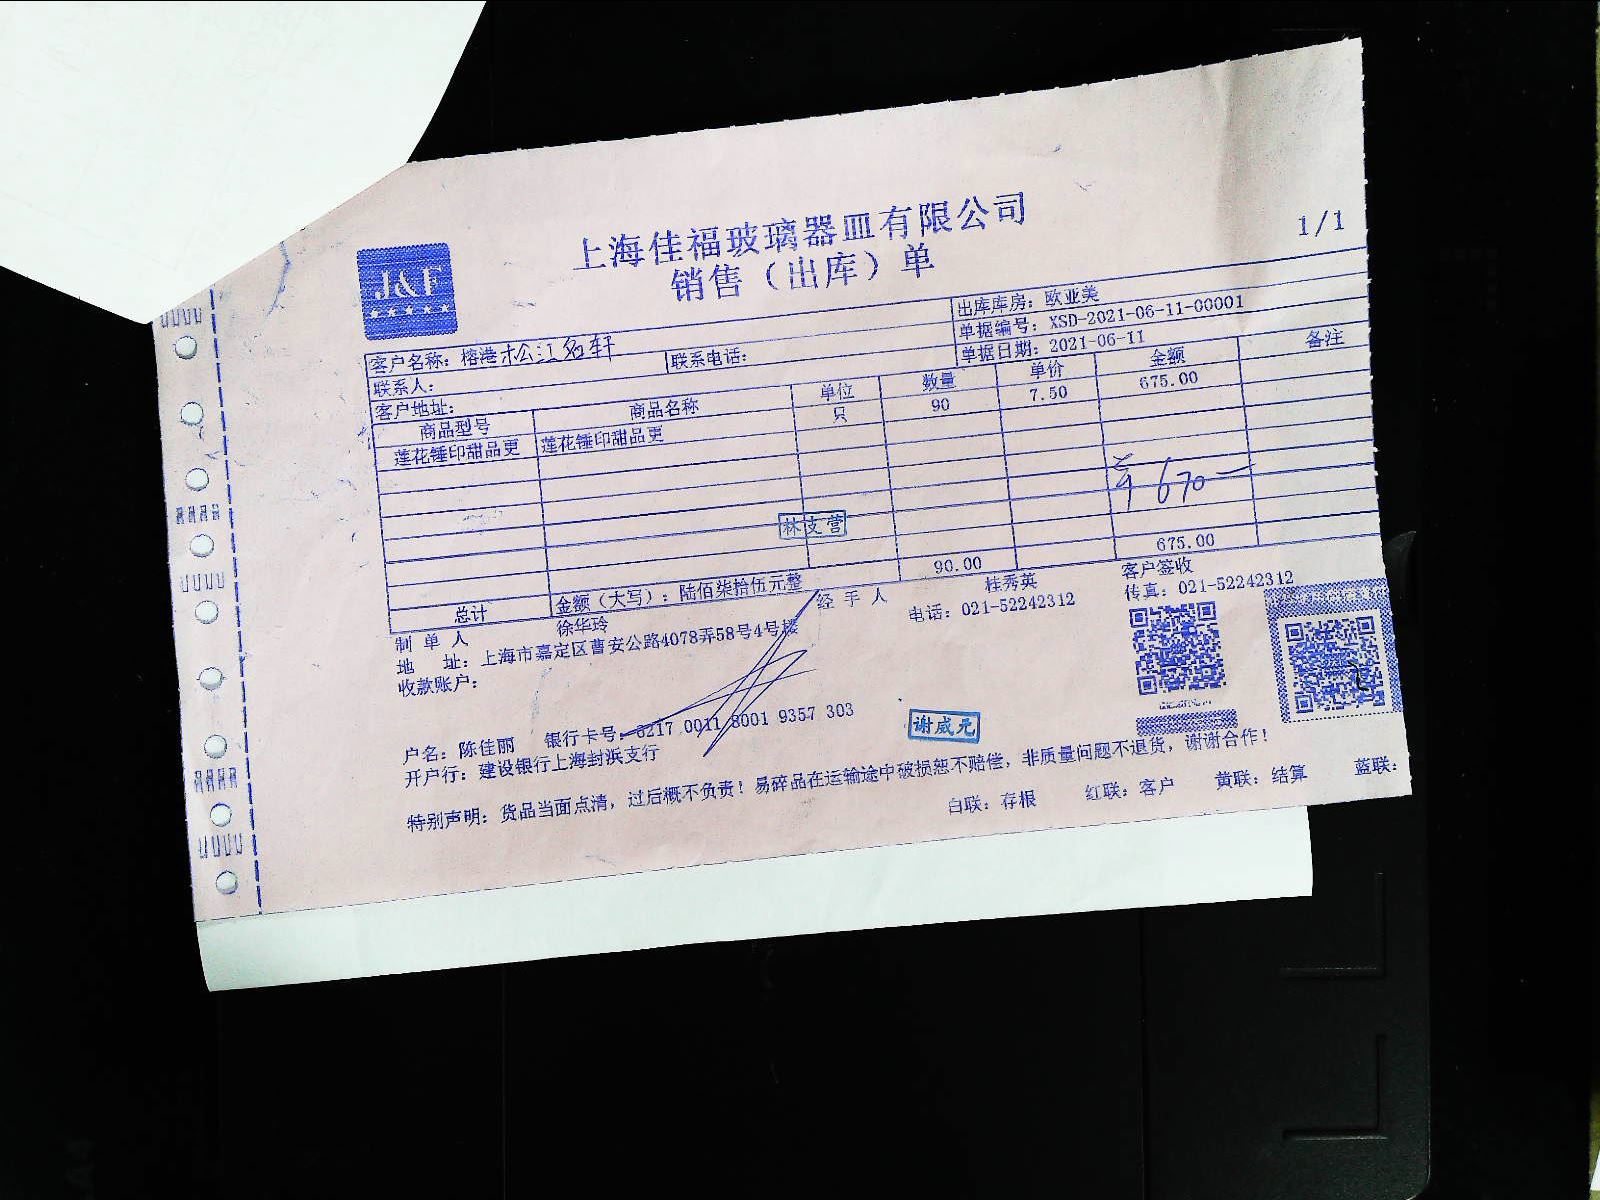 上海佳福玻璃器皿有限公司
销售（出库）单
1/1
J&F
客户名称：榕港松江名轩
联系电话：
出库库房：欧亚美
联系人：
单据编号：XSD-2021-06-11-00001
客户地址：
单据日期：2021-06-11
商品型号 商品名称 单位 数量 单价 金额 备注
莲花锤印甜品更 莲花锤印甜品更 只 90 7.50 675.00
670
林支营
总计 金额（大写）：陆佰柒拾伍元整 90.00 675.00
制单人 徐华玲 经手人 桂秀英 客户签收
地 址：上海市嘉定区曹安公路4078弄58号4号楼 电话：021-52242312 传真：021-52242312
收款账户：
户名：陈佳丽 银行卡号：6217 0011 8001 9357 303
谢成元
开户行：建设银行上海封浜支行
特别声明：货品当面点清，过后概不负责！易碎品在运输途中破损恕不赔偿，非质量问题不退货，谢谢合作！
白联：存根 红联：客户 黄联：结算 蓝联：